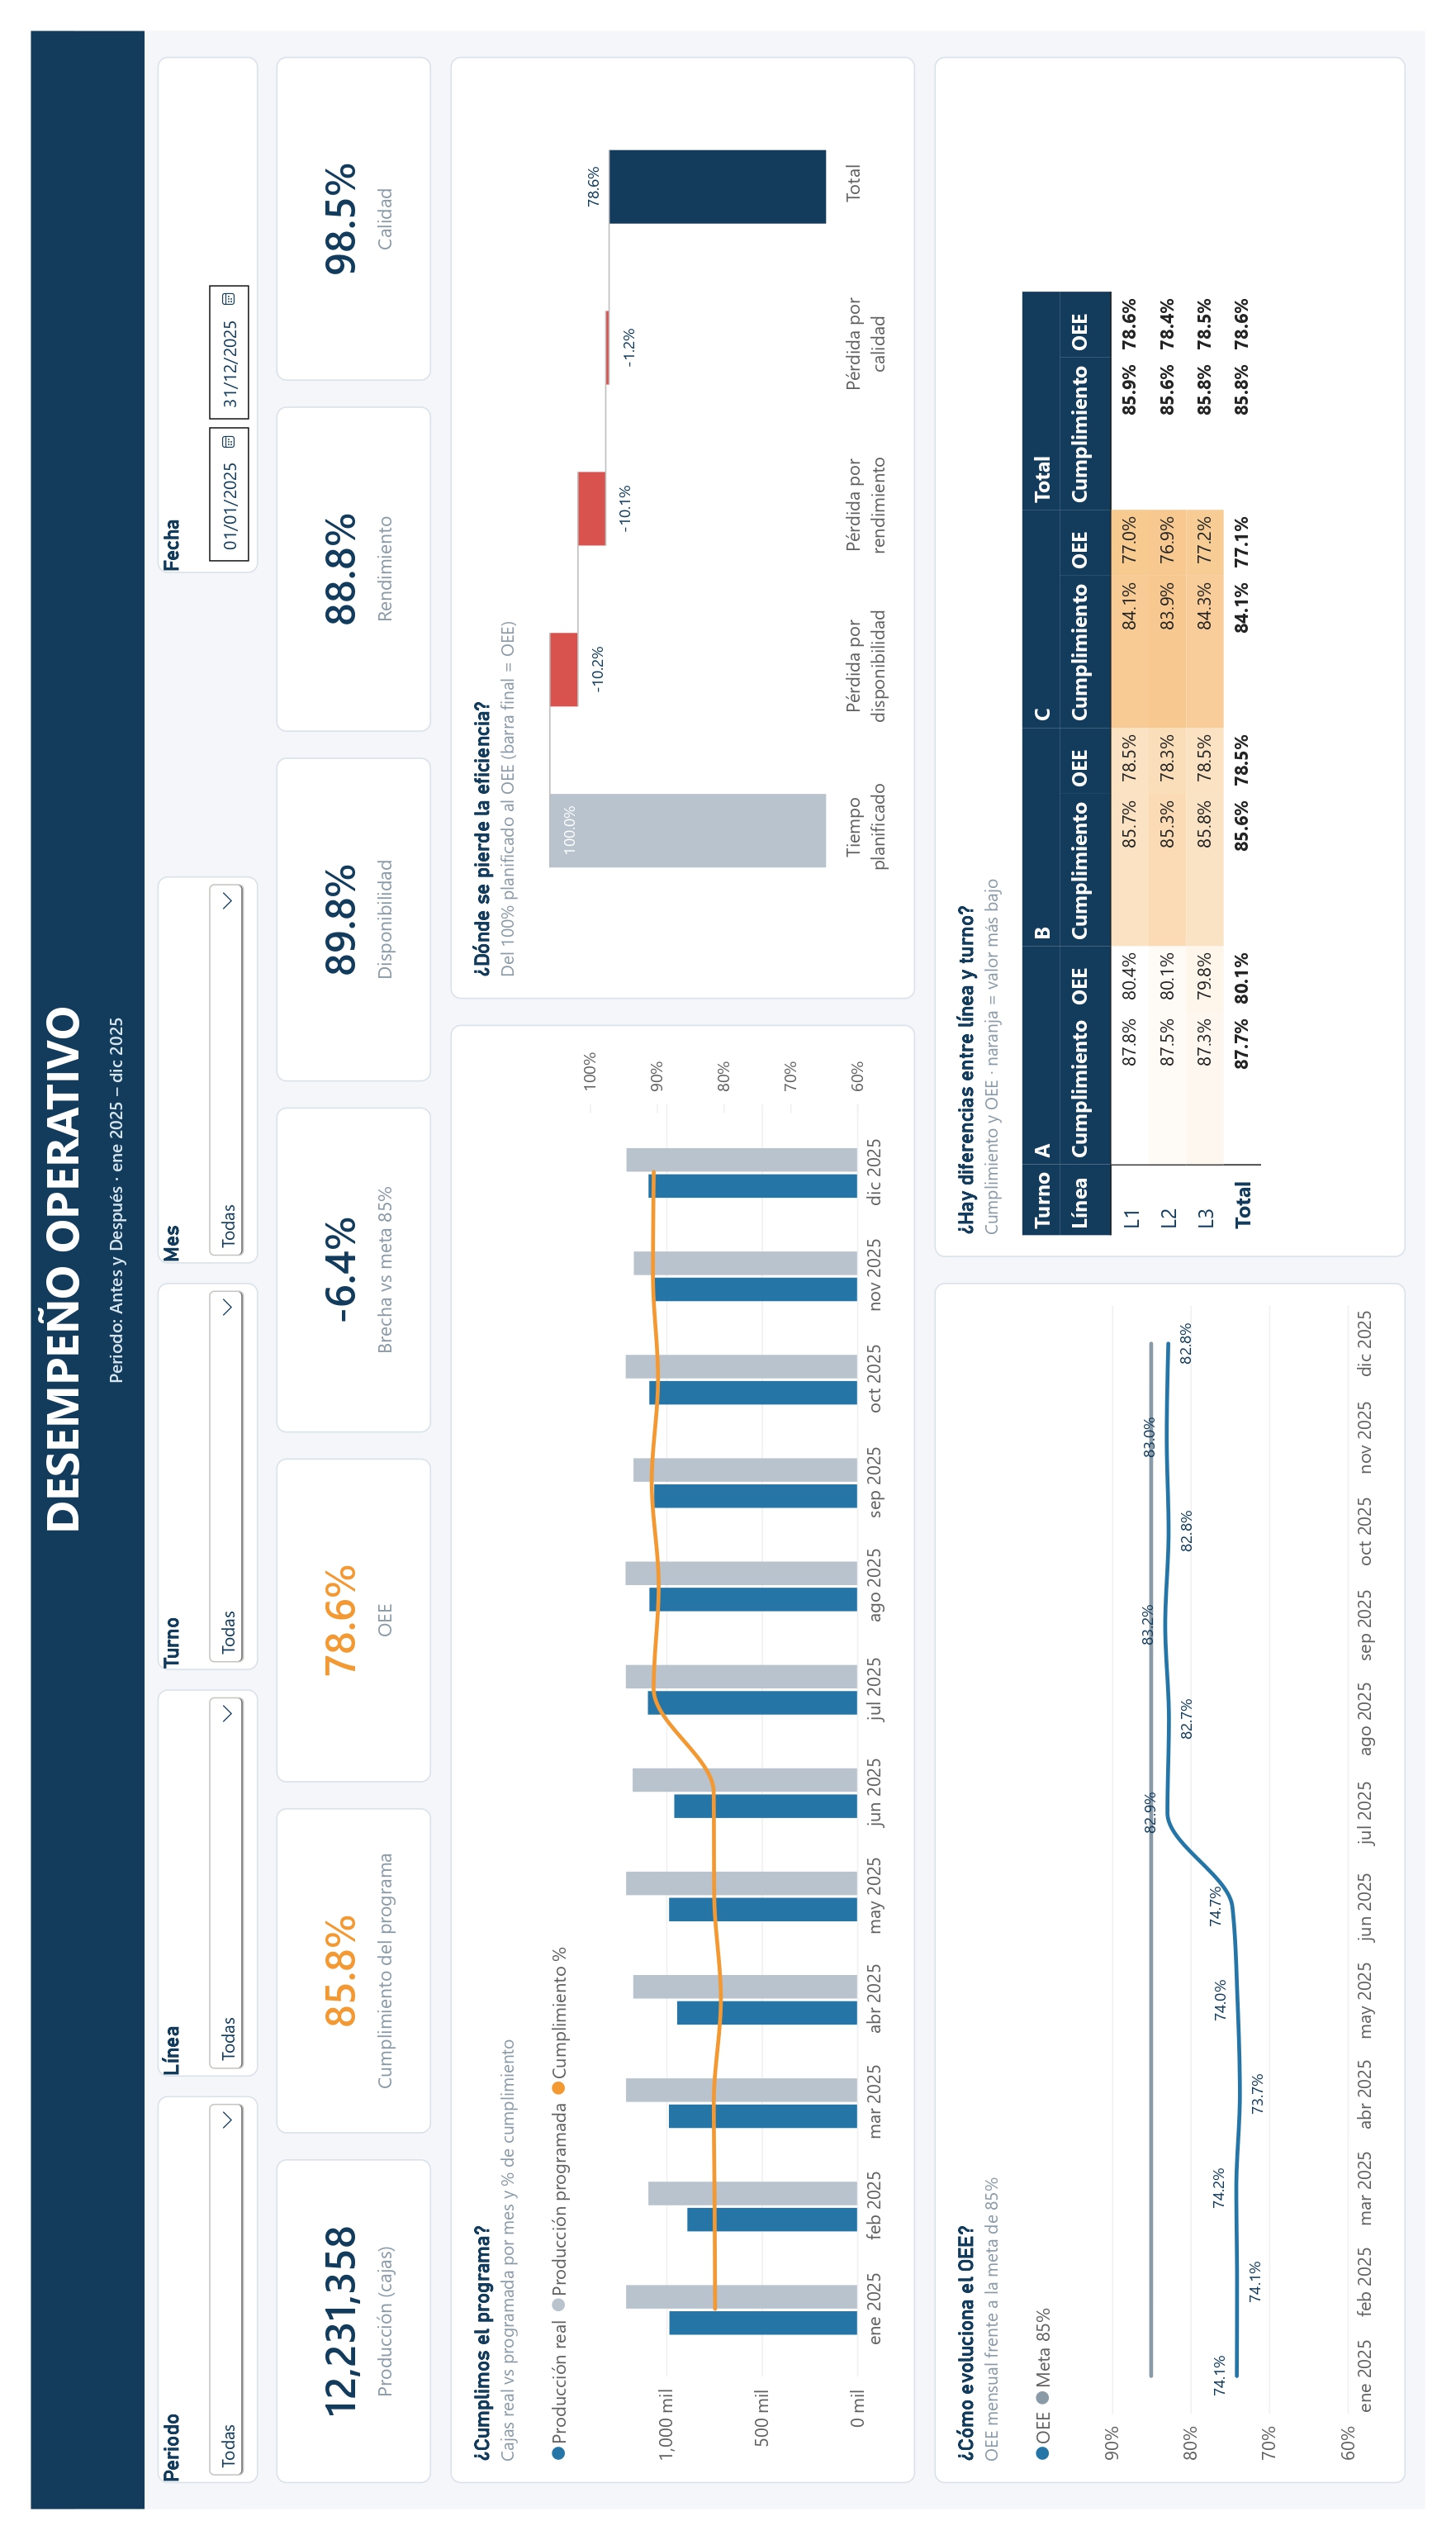 DESEMPEÑO OPERATIVO
Periodo: Antes y Después · ene 2025 – dic 2025
Periodo
Todas
Línea
Todas
Turno
Todas
Mes
Todas
Fecha
01/01/2025 31/12/2025
12,231,358
Producción (cajas)
85.8%
Cumplimiento del programa
78.6%
OEE
-6.4%
Brecha vs meta 85%
89.8%
Disponibilidad
88.8%
Rendimiento
98.5%
Calidad
¿Cumplimos el programa?
Cajas real vs programada por mes y % de cumplimiento
Producción real Producción programada Cumplimiento %
100%
90%
80%
70%
60%
1,000 mil
500 mil
0 mil
ene 2025 feb 2025 mar 2025 abr 2025 may 2025 jun 2025 jul 2025 ago 2025 sep 2025 oct 2025 nov 2025 dic 2025
¿Dónde se pierde la eficiencia?
Del 100% planificado al OEE (barra final = OEE)
100.0%
-10.2%
-10.1%
-1.2%
78.6%
Tiempo planificado
Pérdida por disponibilidad
Pérdida por rendimiento
Pérdida por calidad
Total
¿Cómo evoluciona el OEE?
OEE mensual frente a la meta de 85%
OEE Meta 85%
90%
80%
70%
60%
74.1% 74.1% 74.2% 73.7% 74.0% 74.7% 82.9% 82.7% 83.2% 82.8% 83.0% 82.8%
ene 2025 feb 2025 mar 2025 abr 2025 may 2025 jun 2025 jul 2025 ago 2025 sep 2025 oct 2025 nov 2025 dic 2025
¿Hay diferencias entre línea y turno?
Cumplimiento y OEE · naranja = valor más bajo
Turno A B C Total
Línea Cumplimiento OEE Cumplimiento OEE Cumplimiento OEE Cumplimiento OEE
L1 87.8% 80.4% 85.7% 78.5% 84.1% 77.0% 85.9% 78.6%
L2 87.5% 80.1% 85.3% 78.3% 83.9% 76.9% 85.6% 78.4%
L3 87.3% 79.8% 85.8% 78.5% 84.3% 77.2% 85.8% 78.5%
Total 87.7% 80.1% 85.6% 78.5% 84.1% 77.1% 85.8% 78.6%